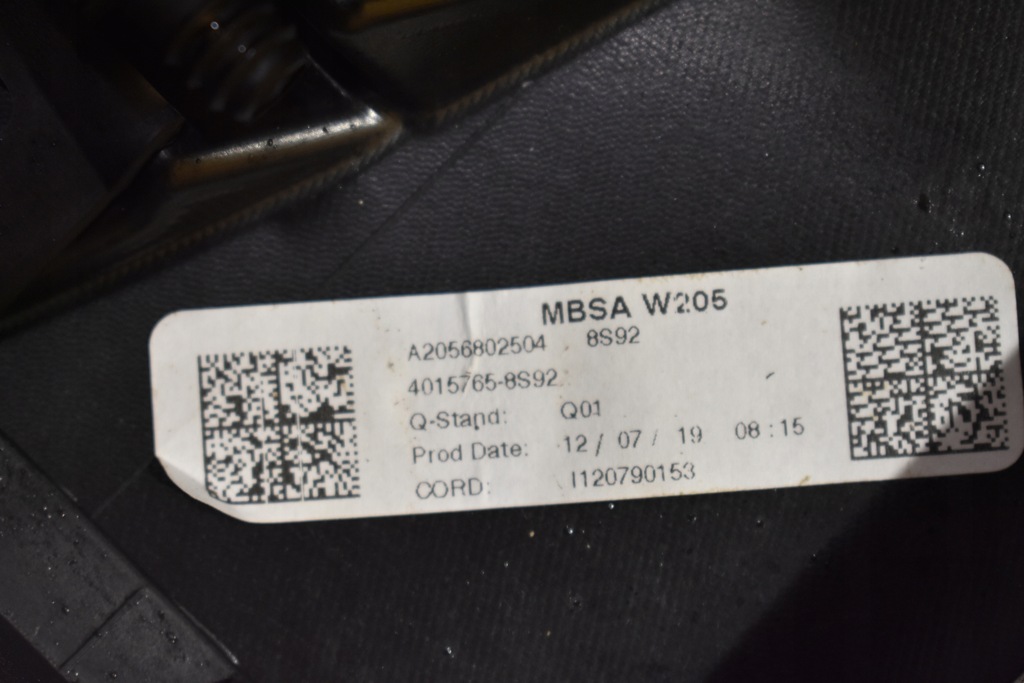 MBSA W205
A2056802504 8S92
4015765-8S92
Q-Stand: Q01
Prod Date: 12 / 07 / 19 08 : 15
CORD: I120790153